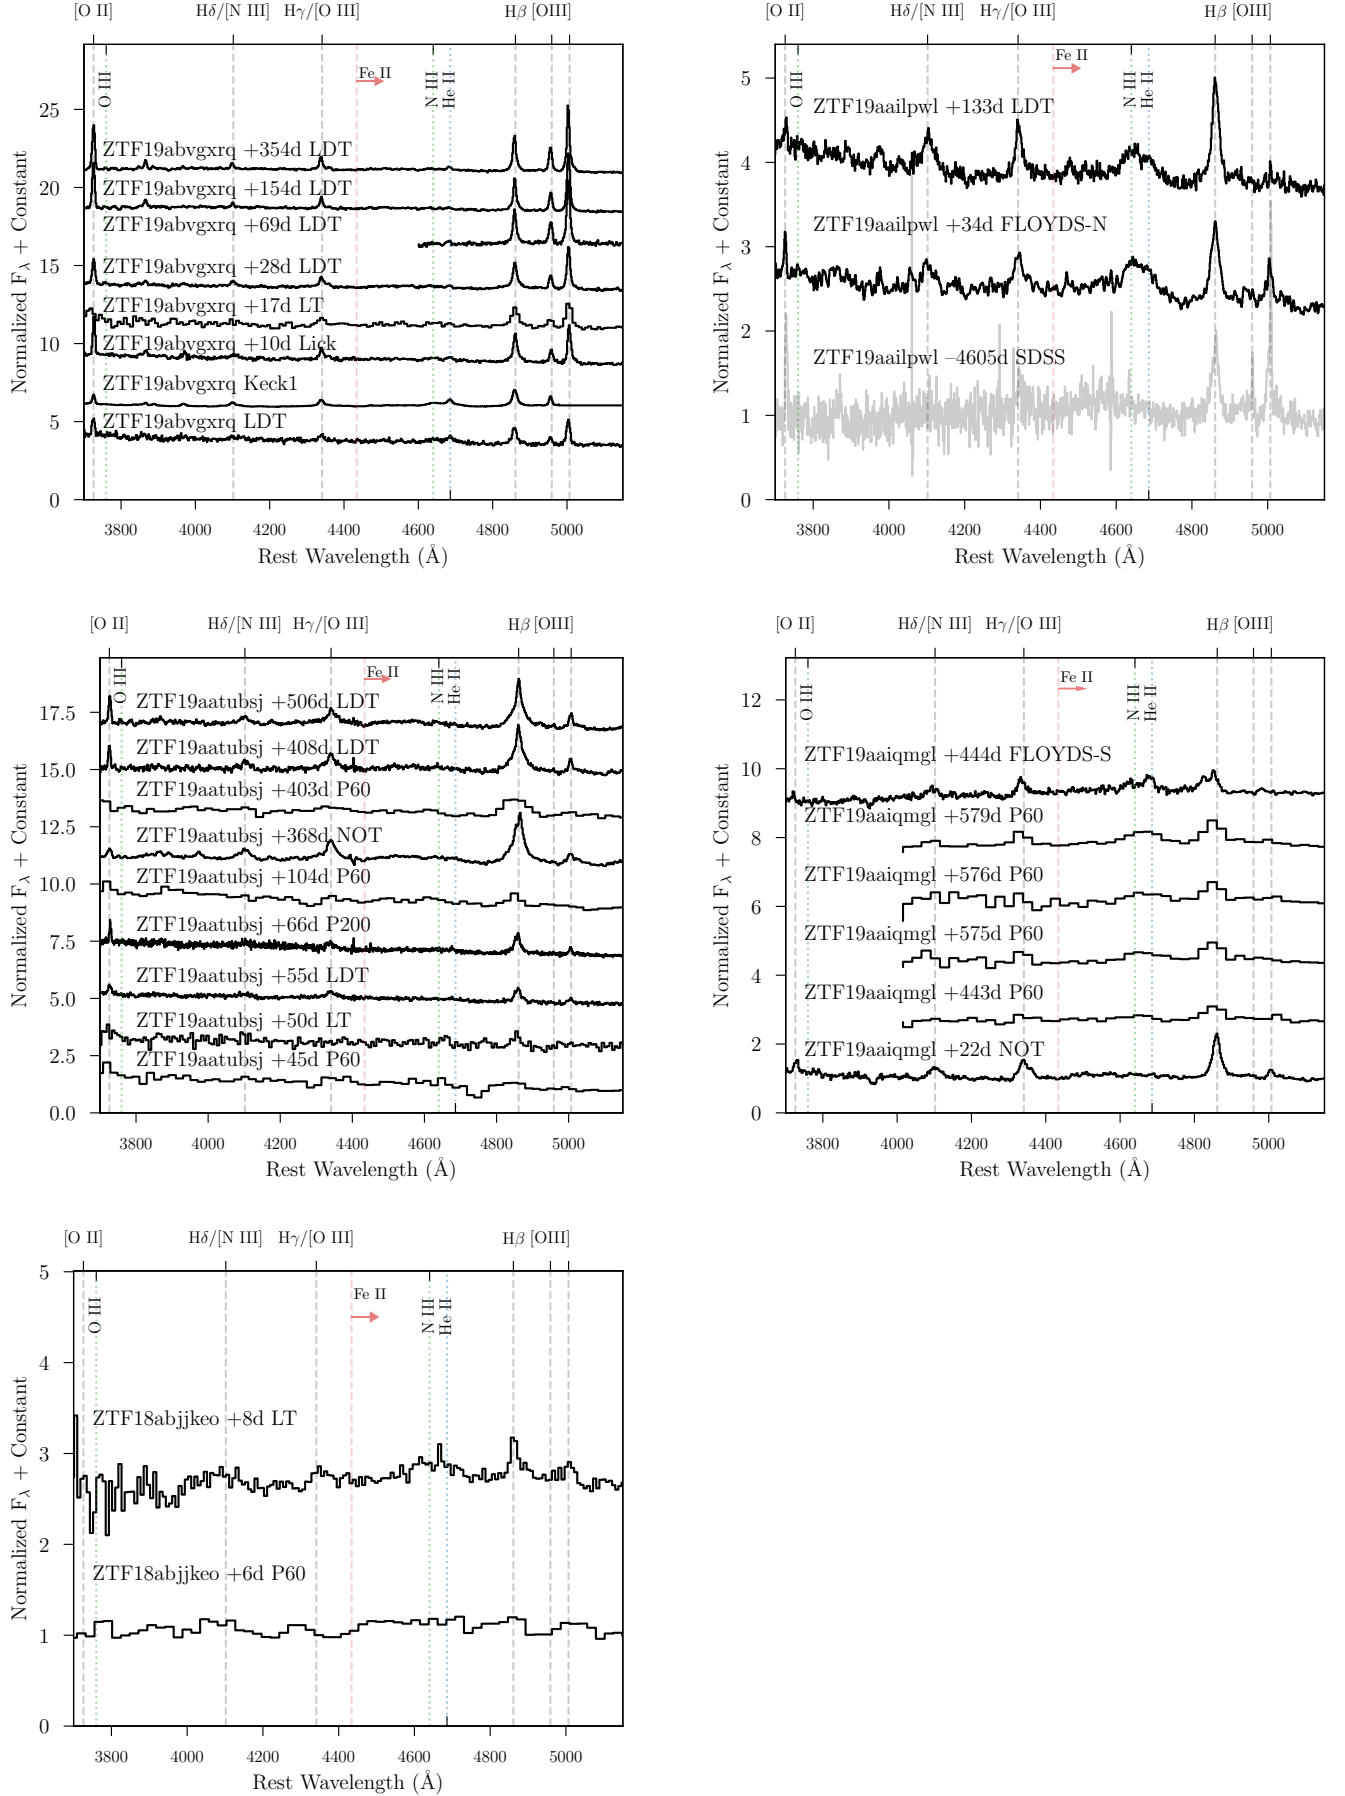 [O II] Hδ/[N III] Hγ/[O III] Hβ [OIII]
O III
Fe II
N III
He II
ZTF19abvgxrq +354d LDT
ZTF19abvgxrq +154d LDT
ZTF19abvgxrq +69d LDT
ZTF19abvgxrq +28d LDT
ZTF19abvgxrq +17d LT
ZTF19abvgxrq +10d Lick
ZTF19abvgxrq Keck1
ZTF19abvgxrq LDT
25
20
15
10
5
0
3800 4000 4200 4400 4600 4800 5000
Rest Wavelength (Å)
Normalized Fλ + Constant
[O II] Hδ/[N III] Hγ/[O III] Hβ [OIII]
O III
Fe II
N III
He II
ZTF19aailpwl +133d LDT
ZTF19aailpwl +34d FLOYDS-N
ZTF19aailpwl –4605d SDSS
5
4
3
2
1
0
3800 4000 4200 4400 4600 4800 5000
Rest Wavelength (Å)
Normalized Fλ + Constant
[O II] Hδ/[N III] Hγ/[O III] Hβ [OIII]
O III
Fe II
N III
He II
ZTF19aatubsj +506d LDT
ZTF19aatubsj +408d LDT
ZTF19aatubsj +403d P60
ZTF19aatubsj +368d NOT
ZTF19aatubsj +104d P60
ZTF19aatubsj +66d P200
ZTF19aatubsj +55d LDT
ZTF19aatubsj +50d LT
ZTF19aatubsj +45d P60
17.5
15.0
12.5
10.0
7.5
5.0
2.5
0.0
3800 4000 4200 4400 4600 4800 5000
Rest Wavelength (Å)
Normalized Fλ + Constant
[O II] Hδ/[N III] Hγ/[O III] Hβ [OIII]
O III
Fe II
N III
He II
ZTF19aaiqmgl +444d FLOYDS-S
ZTF19aaiqmgl +579d P60
ZTF19aaiqmgl +576d P60
ZTF19aaiqmgl +575d P60
ZTF19aaiqmgl +443d P60
ZTF19aaiqmgl +22d NOT
12
10
8
6
4
2
0
3800 4000 4200 4400 4600 4800 5000
Rest Wavelength (Å)
Normalized Fλ + Constant
[O II] Hδ/[N III] Hγ/[O III] Hβ [OIII]
O III
Fe II
N III
He II
ZTF18abjjkeo +8d LT
ZTF18abjjkeo +6d P60
5
4
3
2
1
0
3800 4000 4200 4400 4600 4800 5000
Rest Wavelength (Å)
Normalized Fλ + Constant